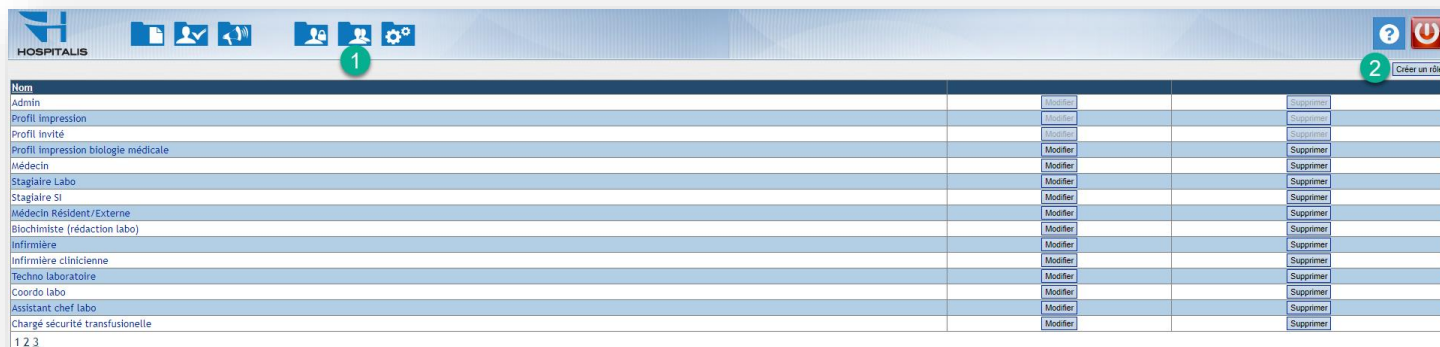 HOSPITALIS
1
2
Créer un rôle
Nom
Admin Modifier Supprimer
Profil impression Modifier Supprimer
Profil invité Modifier Supprimer
Profil impression biologie médicale Modifier Supprimer
Médecin Modifier Supprimer
Stagiaire Labo Modifier Supprimer
Stagiaire SI Modifier Supprimer
Médecin Résident/Externe Modifier Supprimer
Biochimiste (rédaction labo) Modifier Supprimer
Infirmière Modifier Supprimer
Infirmière clinicienne Modifier Supprimer
Techno laboratoire Modifier Supprimer
Coordo labo Modifier Supprimer
Assistant chef labo Modifier Supprimer
Chargé sécurité transfusionelle Modifier Supprimer
1 2 3